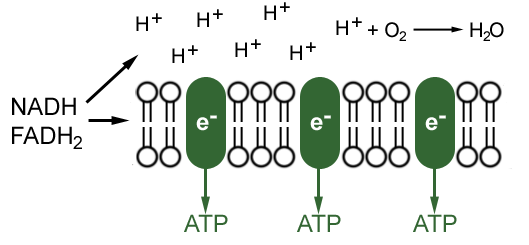 H⁺ H⁺ H⁺ H⁺ + O₂ → H₂O
H⁺ H⁺ H⁺
NADH
FADH₂
e⁻ e⁻ e⁻
ATP ATP ATP